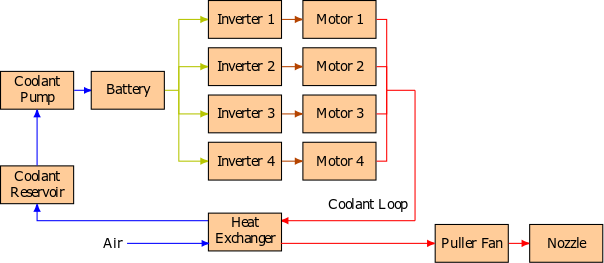 Inverter 1
Motor 1
Inverter 2
Motor 2
Coolant
Pump
Battery
Inverter 3
Motor 3
Inverter 4
Motor 4
Coolant
Reservoir
Coolant Loop
Heat
Exchanger
Air
Puller Fan
Nozzle